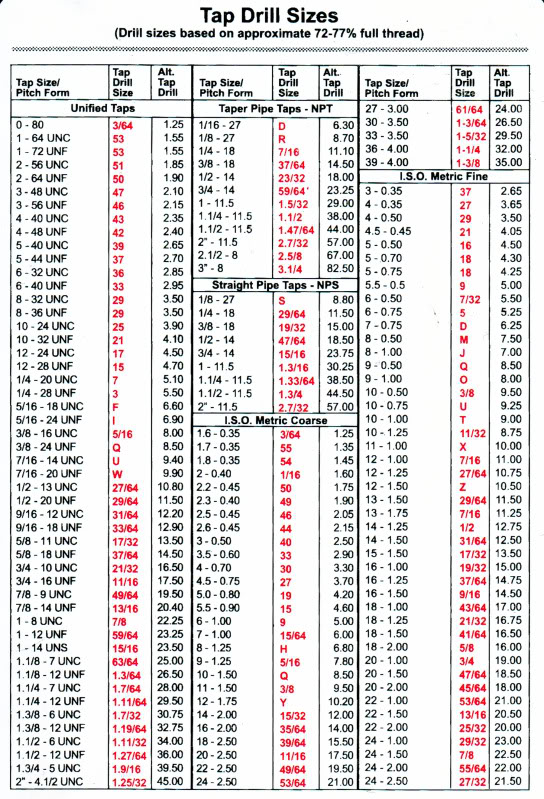 Tap Drill Sizes
(Drill sizes based on approximate 72-77% full thread)
Tap Size/ Pitch Form Tap Drill Size Alt. Tap Drill
Unified Taps
0 - 80 3/64 1.25
1 - 64 UNC 53 1.55
1 - 72 UNF 53 1.55
2 - 56 UNC 51 1.85
2 - 64 UNF 50 1.90
3 - 48 UNC 47 2.10
3 - 56 UNF 46 2.15
4 - 40 UNC 43 2.35
4 - 48 UNF 42 2.40
5 - 40 UNC 39 2.65
5 - 44 UNF 37 2.70
6 - 32 UNC 36 2.85
6 - 40 UNF 33 2.95
8 - 32 UNC 29 3.50
8 - 36 UNF 29 3.50
10 - 24 UNC 25 3.90
10 - 32 UNF 21 4.10
12 - 24 UNC 17 4.50
12 - 28 UNF 15 4.70
1/4 - 20 UNC 7 5.10
1/4 - 28 UNF 3 5.50
5/16 - 18 UNC F 6.60
5/16 - 24 UNF I 6.90
3/8 - 16 UNC 5/16 8.00
3/8 - 24 UNF Q 8.50
7/16 - 14 UNC U 9.40
7/16 - 20 UNF W 9.90
1/2 - 13 UNC 27/64 10.80
1/2 - 20 UNF 29/64 11.50
9/16 - 12 UNC 31/64 12.20
9/16 - 18 UNF 33/64 12.90
5/8 - 11 UNC 17/32 13.50
5/8 - 18 UNF 37/64 14.50
3/4 - 10 UNC 21/32 16.50
3/4 - 16 UNF 11/16 17.50
7/8 - 9 UNC 49/64 19.50
7/8 - 14 UNF 13/16 20.40
1 - 8 UNC 7/8 22.25
1 - 12 UNF 59/64 23.25
1 - 14 UNS 15/16 23.50
1.1/8 - 7 UNC 63/64 25.00
1.1/8 - 12 UNF 1.3/64 26.50
1.1/4 - 7 UNC 1.7/64 28.00
1.1/4 - 12 UNF 1.11/64 29.50
1.3/8 - 6 UNC 1.7/32 30.75
1.3/8 - 12 UNF 1.19/64 32.75
1.1/2 - 6 UNC 1.11/32 34.00
1.1/2 - 12 UNF 1.27/64 36.00
1.3/4 - 5 UNC 1.9/16 39.50
2" - 4.1/2 UNC 1.25/32 45.00
Tap Size/ Pitch Form Tap Drill Size Alt. Tap Drill
Taper Pipe Taps - NPT
1/16 - 27 D 6.30
1/8 - 27 R 8.70
1/4 - 18 7/16 11.10
3/8 - 18 37/64 14.50
1/2 - 14 23/32 18.00
3/4 - 14 59/64' 23.25
1 - 11.5 1.5/32 29.00
1.1/4 - 11.5 1.1/2 38.00
1.1/2 - 11.5 1.47/64 44.00
2" - 11.5 2.7/32 57.00
2.1/2 - 8 2.5/8 67.00
3" - 8 3.1/4 82.50
Straight Pipe Taps - NPS
1/8 - 27 S 8.80
1/4 - 18 29/64 11.50
3/8 - 18 19/32 15.00
1/2 - 14 47/64 18.50
3/4 - 14 15/16 23.75
1 - 11.5 1.3/16 30.25
1.1/4 - 11.5 1.33/64 38.50
1.1/2 - 11.5 1.3/4 44.50
2" - 11.5 2.7/32 57.00
I.S.O. Metric Coarse
1.6 - 0.35 3/64 1.25
1.7 - 0.35 55 1.35
1.8 - 0.35 54 1.45
2 - 0.40 1/16 1.60
2.2 - 0.45 50 1.75
2.3 - 0.40 49 1.90
2.5 - 0.45 46 2.05
2.6 - 0.45 44 2.15
3 - 0.50 40 2.50
3.5 - 0.60 33 2.90
4 - 0.70 30 3.30
4.5 - 0.75 27 3.70
5.0 - 0.80 19 4.20
5.5 - 0.90 15 4.60
6 - 1.00 9 5.00
7 - 1.00 15/64 6.00
8 - 1.25 H 6.80
9 - 1.25 5/16 7.80
10 - 1.50 Q 8.50
11 - 1.50 3/8 9.50
12 - 1.75 Y 10.20
14 - 2.00 15/32 12.00
16 - 2.00 35/64 14.00
18 - 2.50 39/64 15.50
20 - 2.50 11/16 17.50
22 - 2.50 49/64 19.50
24 - 2.50 53/64 21.00
Tap Size/ Pitch Form Tap Drill Size Alt. Tap Drill
27 - 3.00 61/64 24.00
30 - 3.50 1-3/64 26.50
33 - 3.50 1-5/32 29.50
36 - 4.00 1-1/4 32.00
39 - 4.00 1-3/8 35.00
I.S.O. Metric Fine
3 - 0.35 37 2.65
4 - 0.35 27 3.65
4 - 0.50 29 3.50
4.5 - 0.45 21 4.05
5 - 0.50 16 4.50
5 - 0.70 18 4.30
5 - 0.75 18 4.25
5.5 - 0.5 9 5.00
6 - 0.50 7/32 5.50
6 - 0.75 5 5.25
7 - 0.75 D 6.25
8 - 0.50 M 7.50
8 - 1.00 J 7.00
9 - 0.50 Q 8.50
9 - 1.00 O 8.00
10 - 0.50 3/8 9.50
10 - 0.75 U 9.25
10 - 1.00 T 9.00
10 - 1.25 11/32 8.75
11 - 1.00 X 10.00
12 - 1.00 7/16 11.00
12 - 1.25 27/64 10.75
12 - 1.50 Z 10.50
13 - 1.50 29/64 11.50
13 - 1.75 7/16 11.25
14 - 1.25 1/2 12.75
14 - 1.50 31/64 12.50
15 - 1.50 17/32 13.50
16 - 1.00 19/32 15.00
16 - 1.25 37/64 14.75
16 - 1.50 9/16 14.50
18 - 1.00 43/64 17.00
18 - 1.25 21/32 16.75
18 - 1.50 41/64 16.50
18 - 2.00 5/8 16.00
20 - 1.00 3/4 19.00
20 - 1.50 47/64 18.50
20 - 2.00 45/64 18.00
22 - 1.00 53/64 21.00
22 - 1.50 13/16 20.50
22 - 2.00 25/32 20.00
24 - 1.00 29/32 23.00
24 - 1.50 7/8 22.50
24 - 2.00 55/64 22.00
24 - 2.50 27/32 21.50